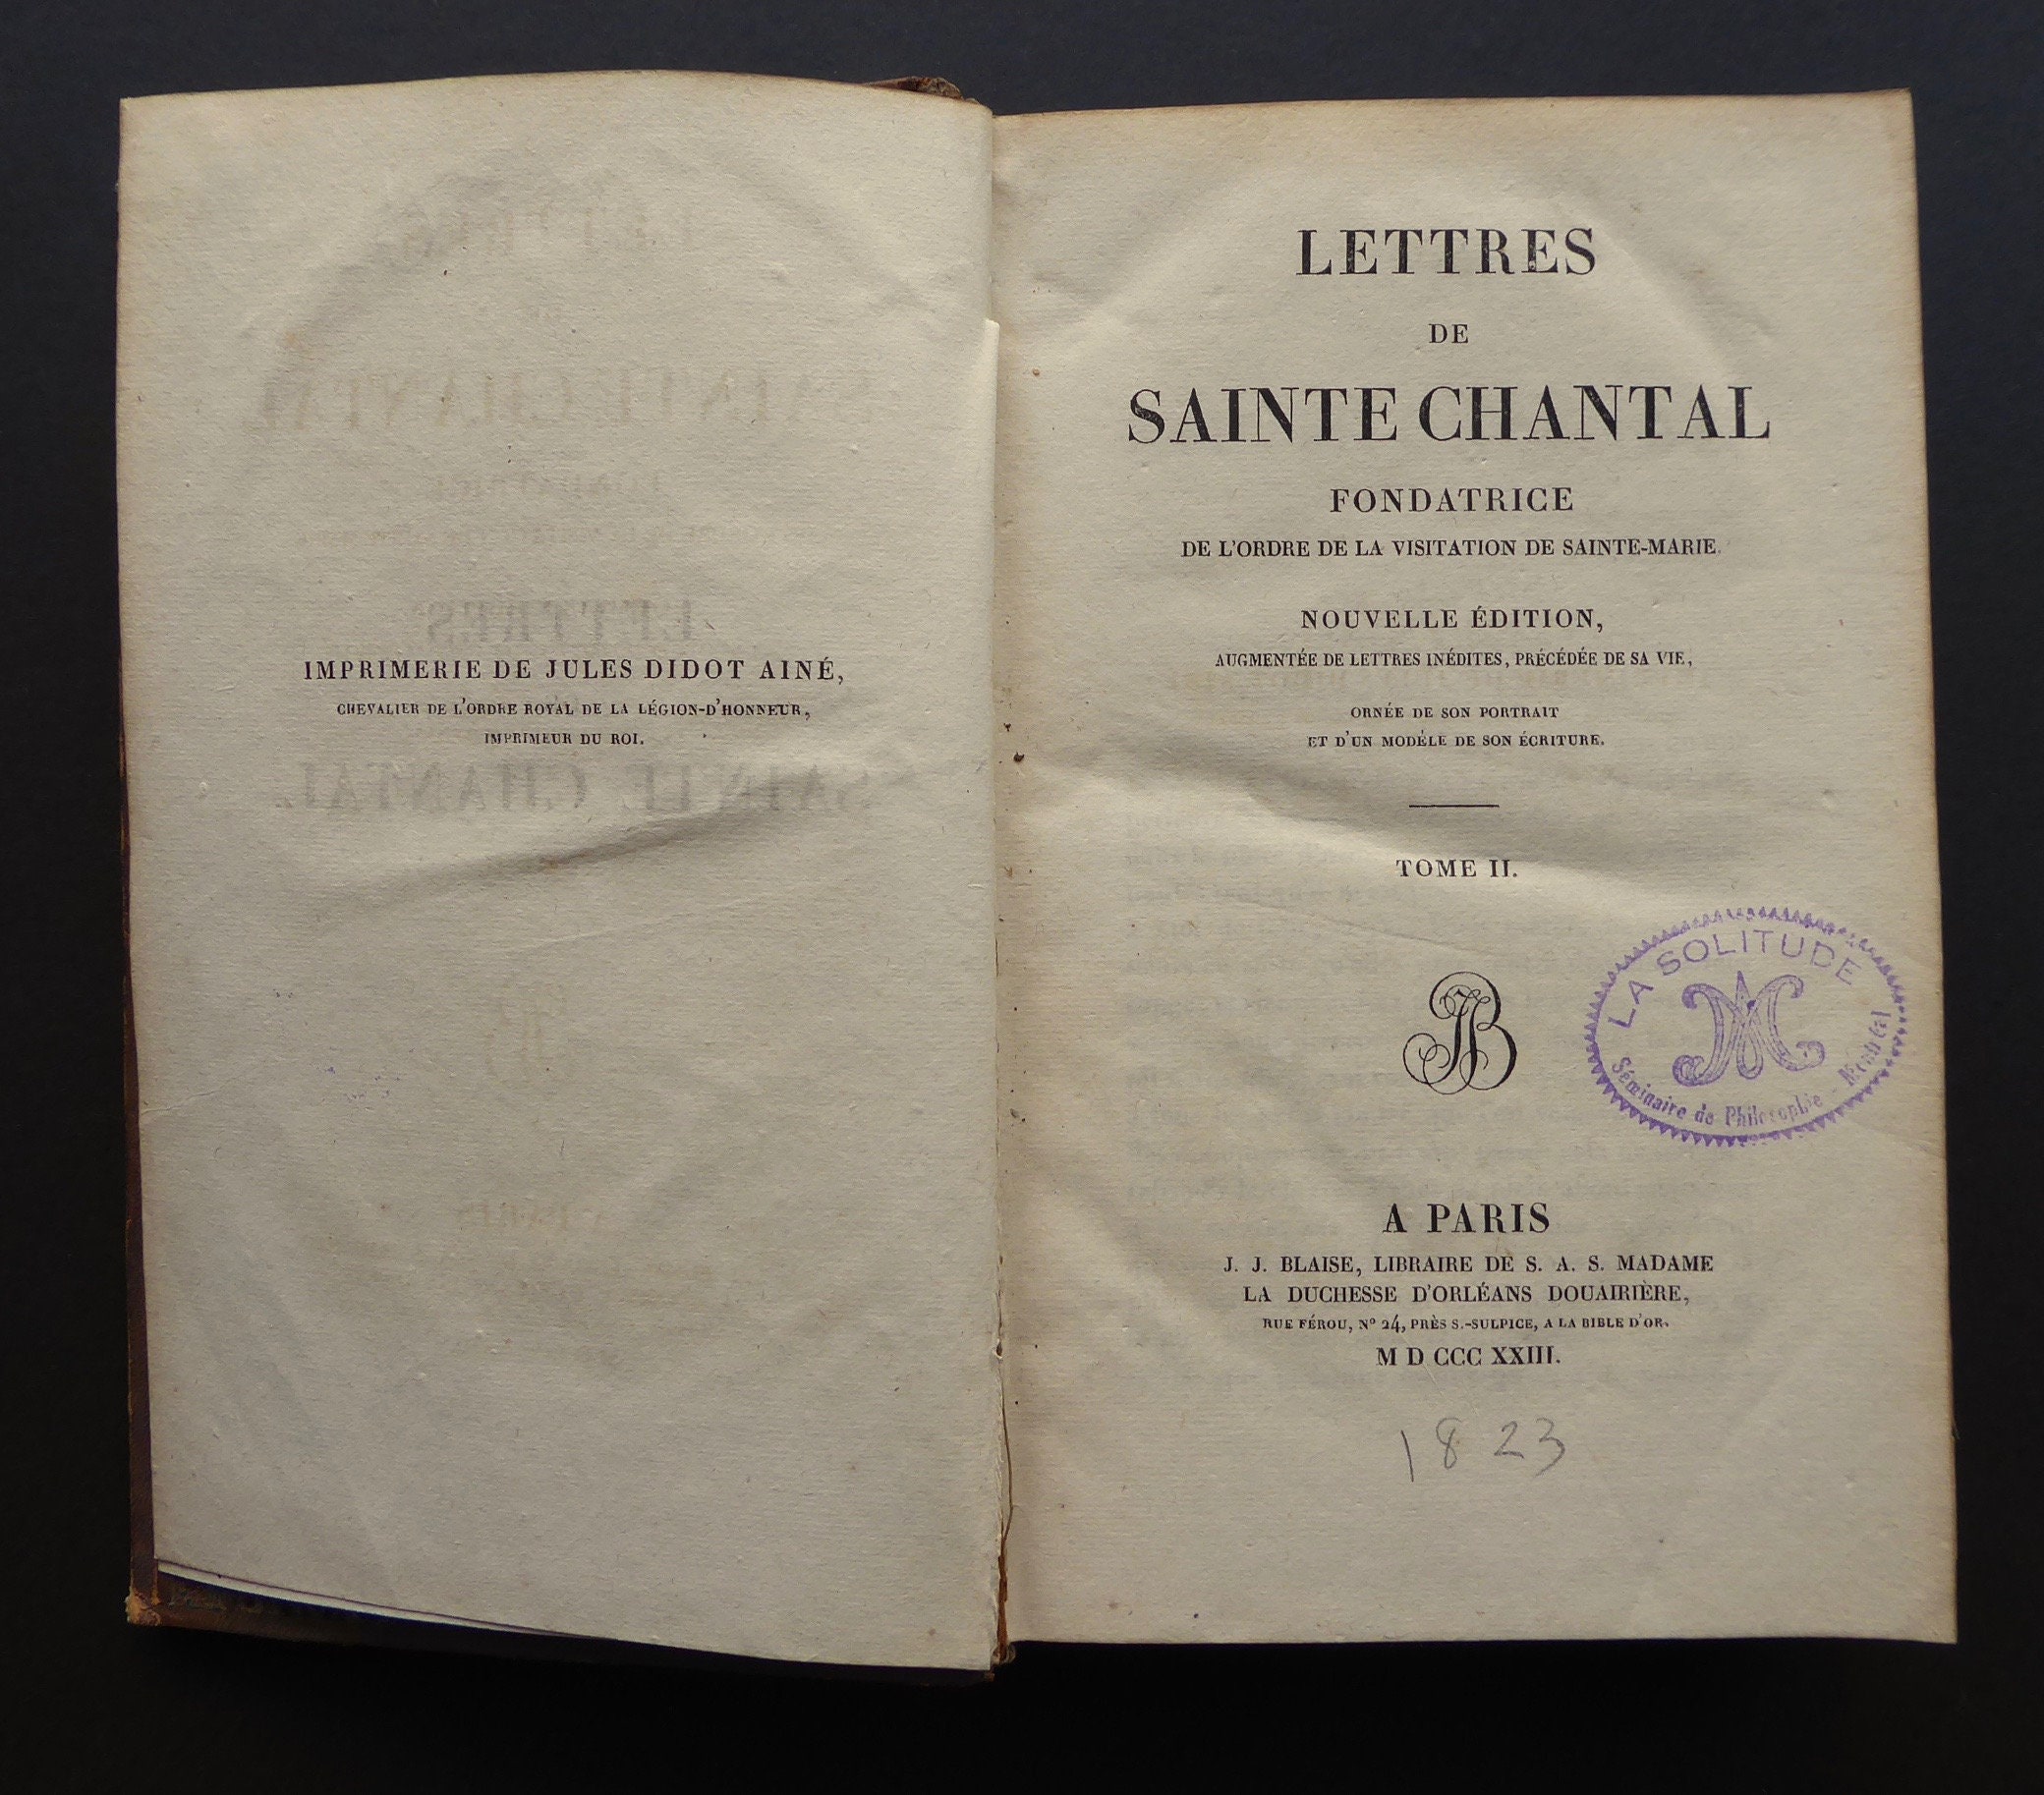 IMPRIMERIE DE JULES DIDOT AINÉ,
CHEVALIER DE L'ORDRE ROYAL DE LA LÉGION-D'HONNEUR,
IMPRIMEUR DU ROI.
LETTRES
DE
SAINTE CHANTAL
FONDATRICE
DE L'ORDRE DE LA VISITATION DE SAINTE-MARIE.
NOUVELLE ÉDITION,
AUGMENTÉE DE LETTRES INÉDITES, PRÉCÉDÉE DE SA VIE,
ORNÉE DE SON PORTRAIT
ET D'UN MODÈLE DE SON ÉCRITURE.
TOME II.
LA SOLITUDE
Séminaire de Philosophie
A PARIS
J. J. BLAISE, LIBRAIRE DE S. A. S. MADAME
LA DUCHESSE D'ORLÉANS DOUAIRIÈRE,
RUE FÉROU, Nº 24, PRÈS S.-SULPICE, A LA BIBLE D'OR.
M D CCC XXIII.
1823